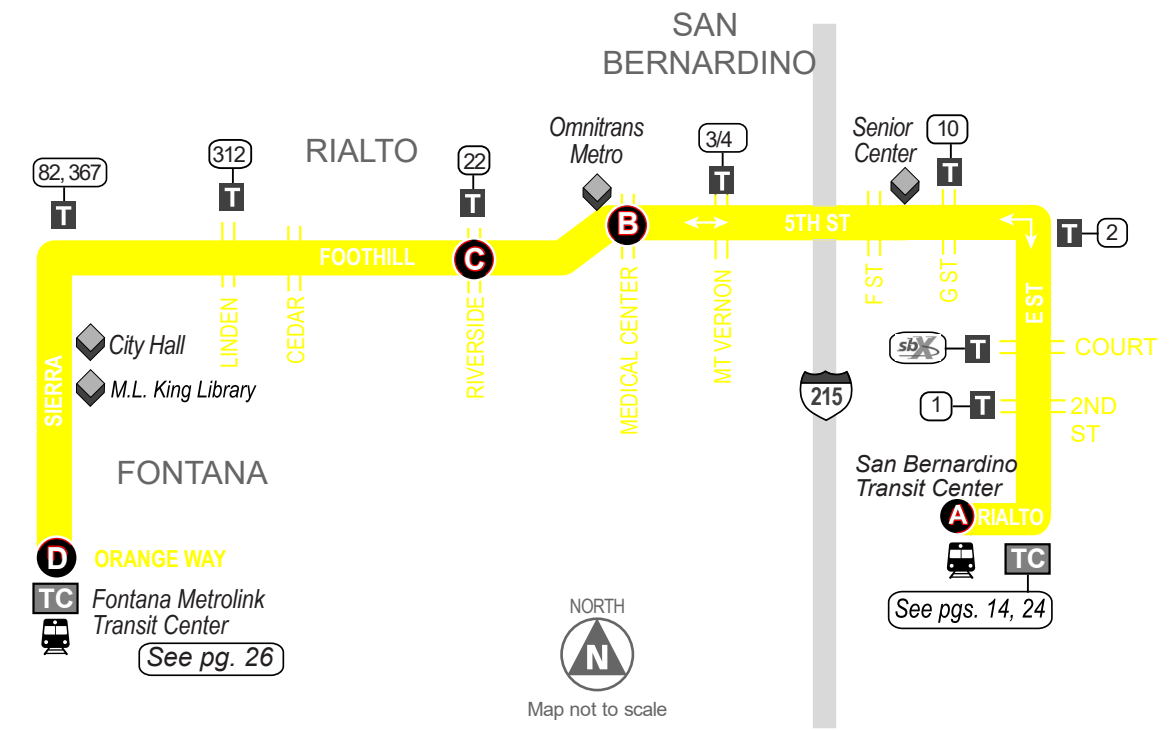 SAN
BERNARDINO
Omnitrans
Metro
Senior
Center
10
3/4
RIALTO
312
22
82, 367
T
T
T
T
T
T
2
B
5TH ST
FOOTHILL
C
LINDEN
CEDAR
RIVERSIDE
MEDICAL CENTER
MT VERNON
F ST
G ST
E ST
City Hall
M.L. King Library
SIERRA
sbX
T
COURT
215
1
T
2ND
ST
FONTANA
San Bernardino
Transit Center
A
RIALTO
D
ORANGE WAY
TC
TC
Fontana Metrolink
Transit Center
See pg. 26
See pgs. 14, 24
NORTH
N
Map not to scale